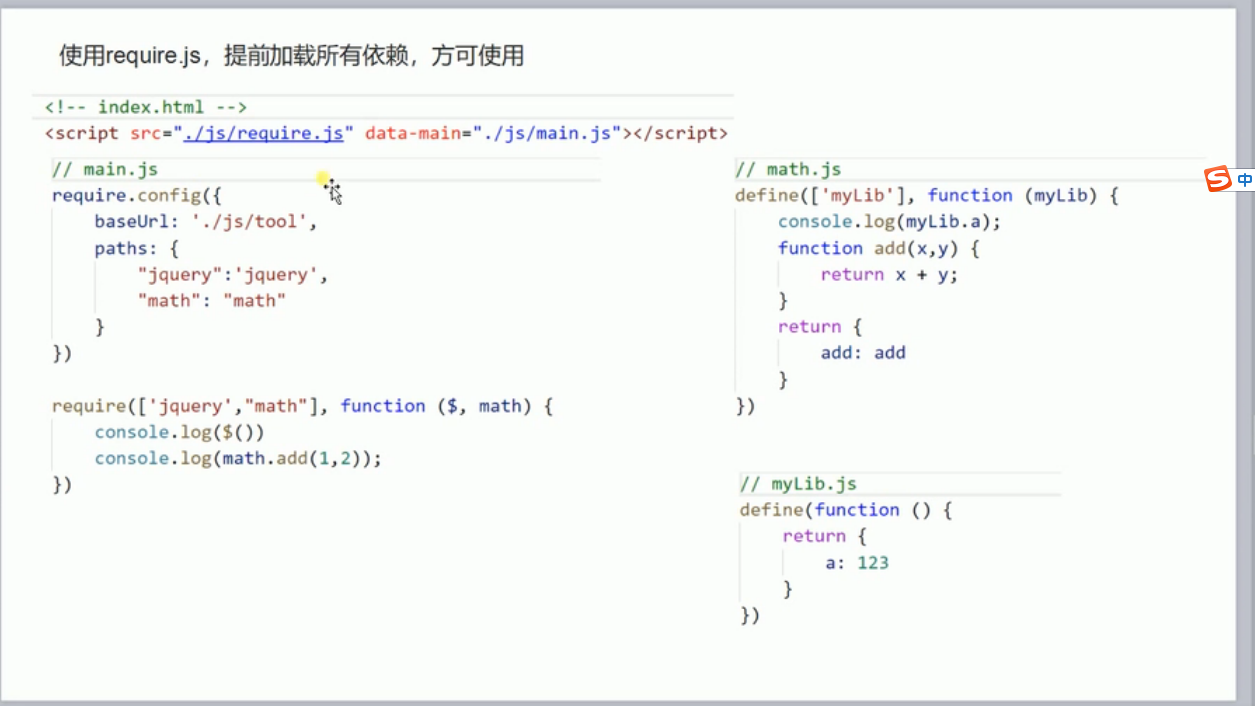 使用require.js，提前加载所有依赖，方可使用
<!-- index.html -->
<script src="./js/require.js" data-main="./js/main.js"></script>
// main.js
require.config({
    baseUrl: './js/tool',
    paths: {
        "jquery":'jquery',
        "math": "math"
    }
})
require(['jquery',"math"], function ($, math) {
    console.log($())
    console.log(math.add(1,2));
})
// math.js
define(['myLib'], function (myLib) {
    console.log(myLib.a);
    function add(x,y) {
        return x + y;
    }
    return {
        add: add
    }
})
// myLib.js
define(function () {
    return {
        a: 123
    }
})
S 中